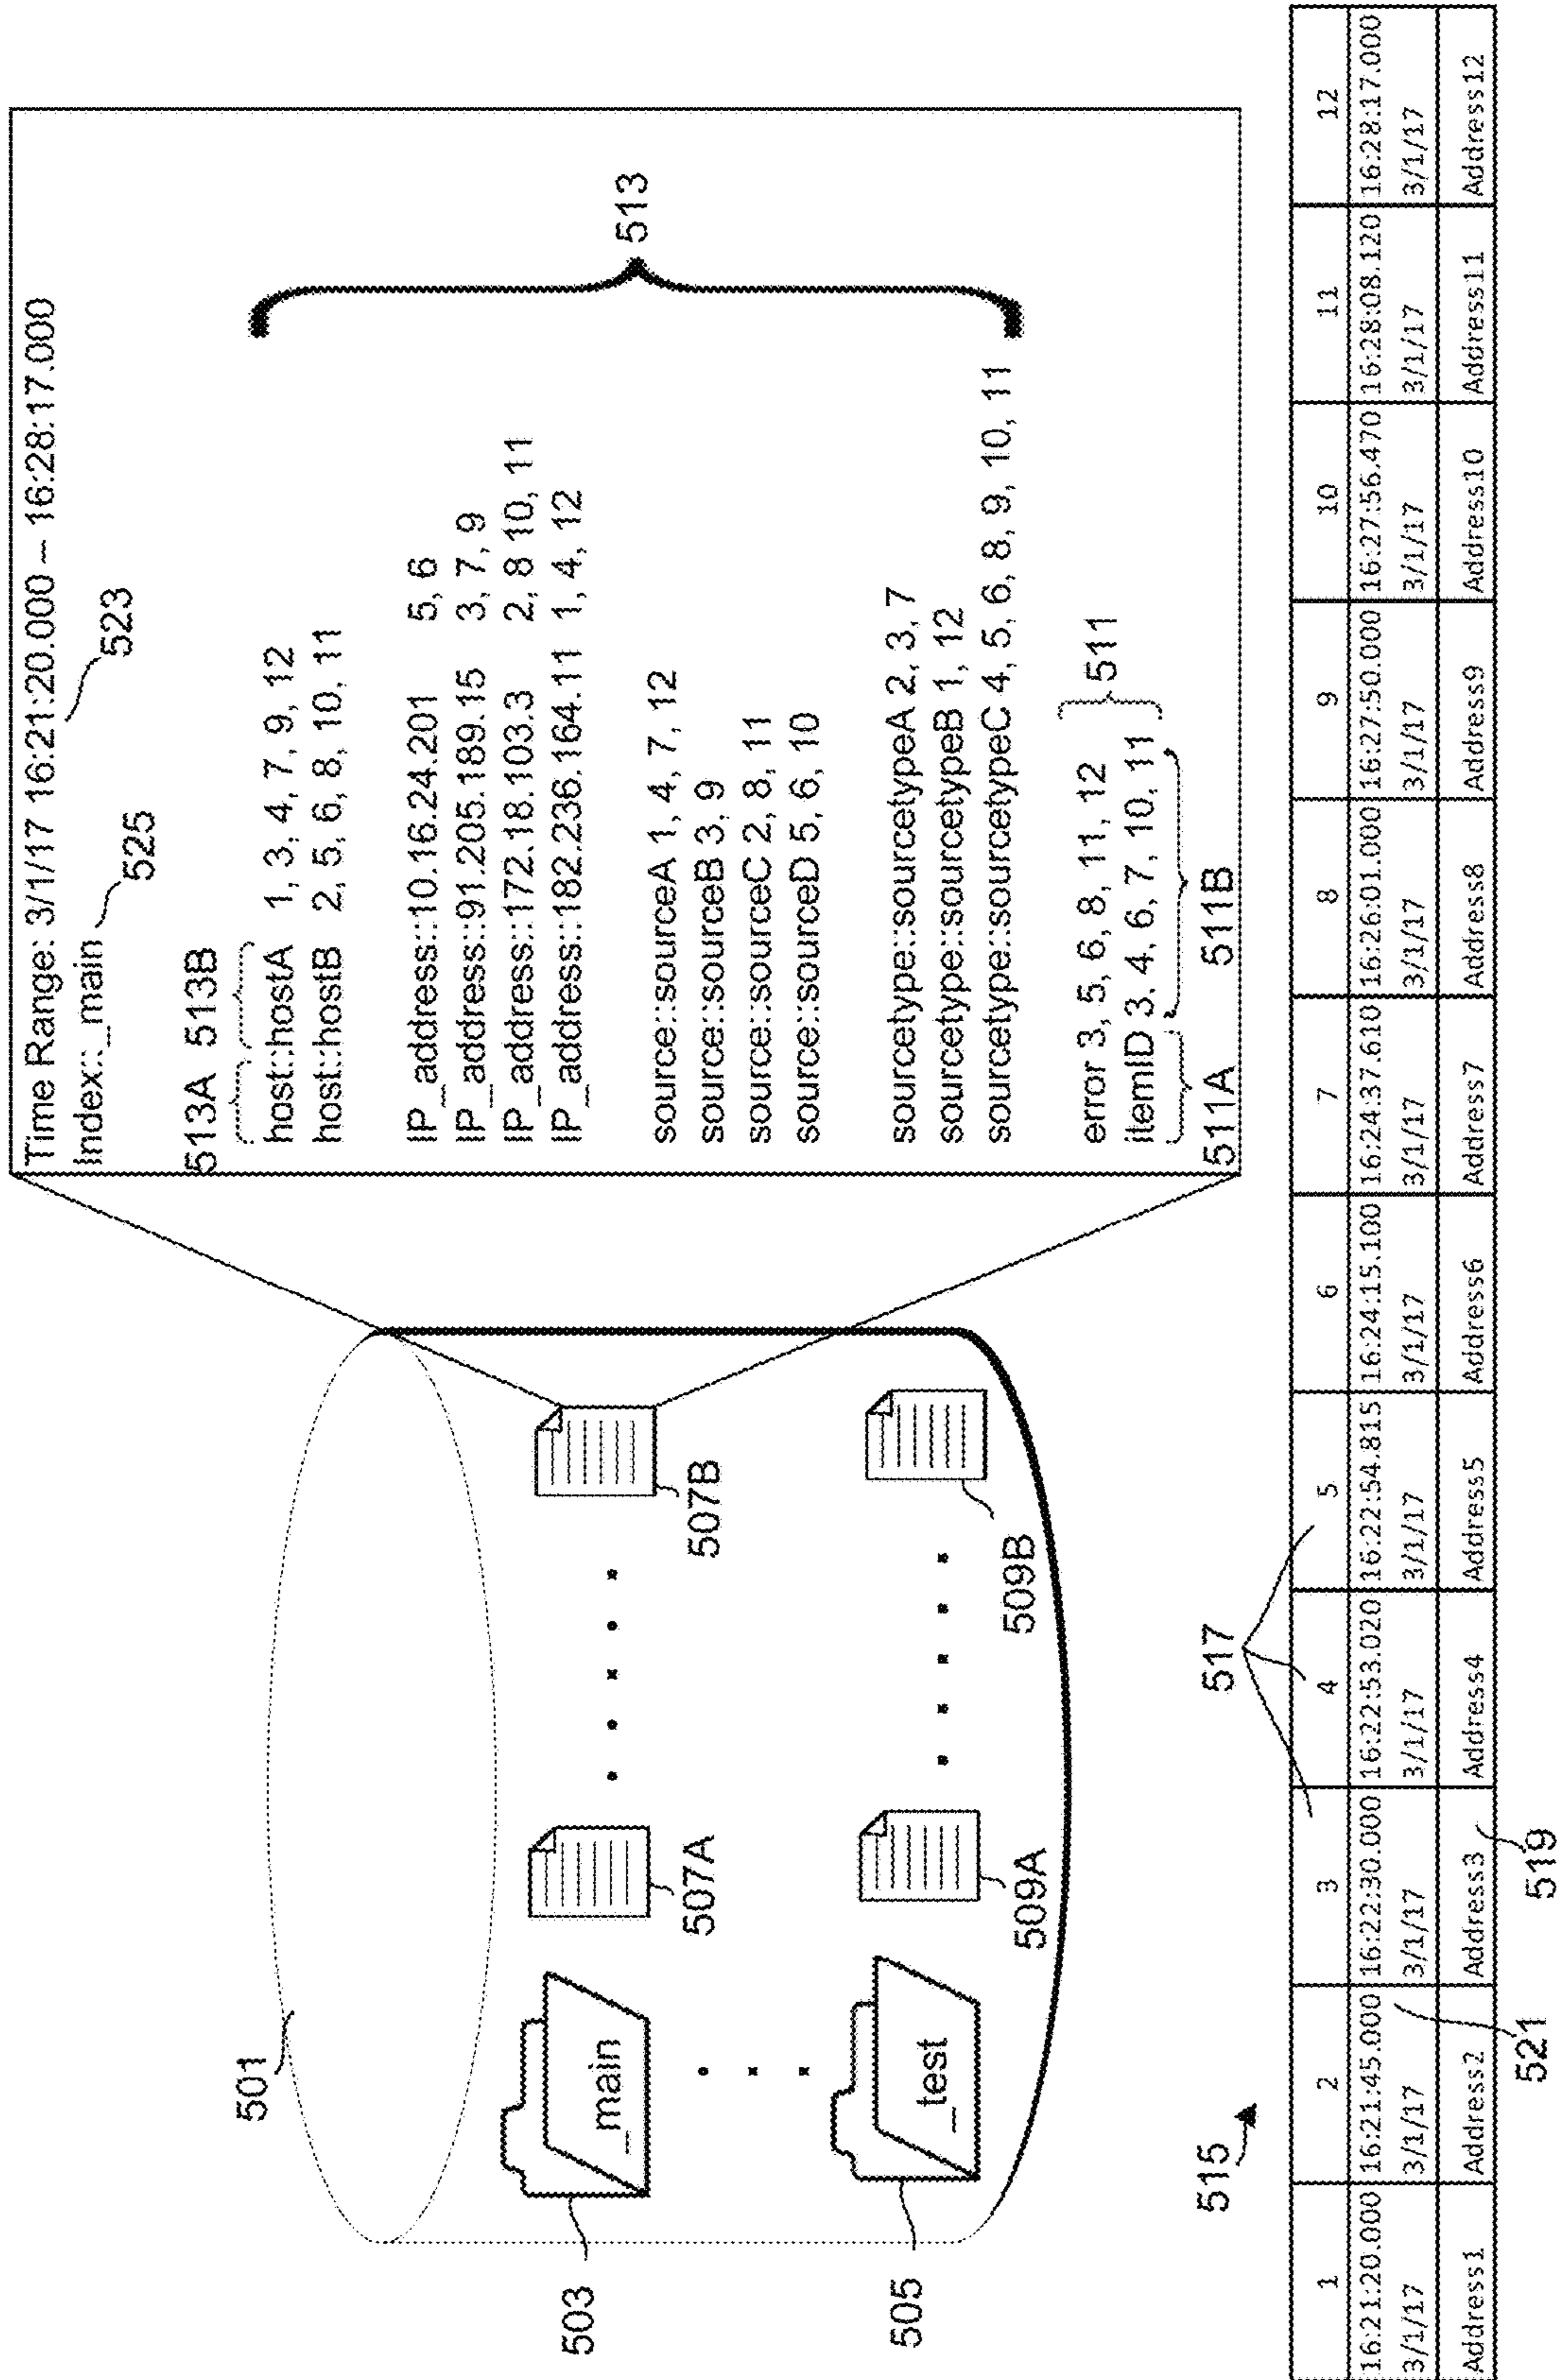 501
503
_main
507A
507B
505
_test
509A
509B
Time Range: 3/1/17 16:21:20.000 – 16:28:17.000
523
Index::_main
525
513A 513B
host::hostA 1, 3, 4, 7, 9, 12
host::hostB 2, 5, 6, 8, 10, 11
IP_address::10.16.24.201 5, 6
IP_address::91.205.189.15 3, 7, 9
IP_address::172.18.103.3 2, 8 10, 11
IP_address::182.236.164.11 1, 4, 12
513
source::sourceA 1, 4, 7, 12
source::sourceB 3, 9
source::sourceC 2, 8, 11
source::sourceD 5, 6, 10
sourcetype::sourcetypeA 2, 3, 7
sourcetype::sourcetypeB 1, 12
sourcetype::sourcetypeC 4, 5, 6, 8, 9, 10, 11
error 3, 5, 6, 8, 11, 12
itemID 3, 4, 6, 7, 10, 11
511
511A 511B
515
517
1 2 3 4 5 6 7 8 9 10 11 12
16:21:20.000 16:21:45.000 16:22:30.000 16:22:53.020 16:22:54.815 16:24:15.100 16:24:37.610 16:26:01.000 16:27:50.000 16:27:56.470 16:28:08.120 16:28:17.000
3/1/17 3/1/17 3/1/17 3/1/17 3/1/17 3/1/17 3/1/17 3/1/17 3/1/17 3/1/17 3/1/17 3/1/17
Address1 Address2 Address3 Address4 Address5 Address6 Address7 Address8 Address9 Address10 Address11 Address12
521
519